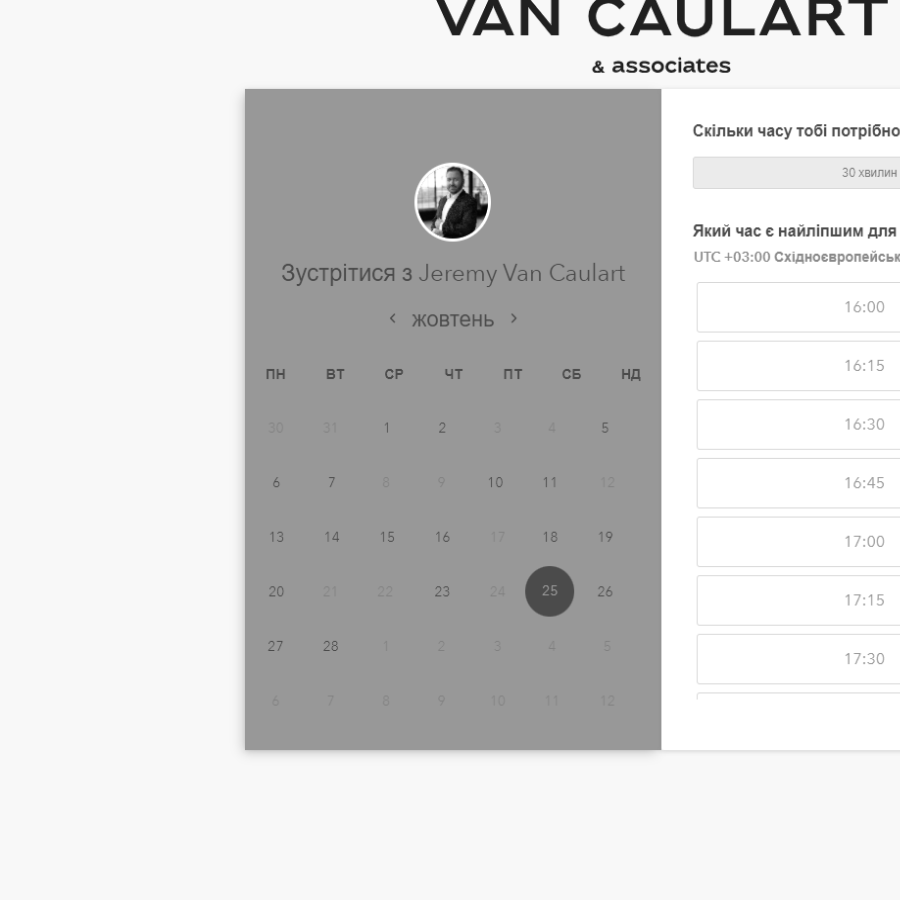 VAN CAULART
& associates
Зустрітися з Jeremy Van Caulart
жовтень
ПН ВТ СР ЧТ ПТ СБ НД
30 31 1 2 3 4 5
6 7 8 9 10 11 12
13 14 15 16 17 18 19
20 21 22 23 24 25 26
27 28 1 2 3 4 5
6 7 8 9 10 11 12
Скільки часу тобі потрібно
30 хвилин
Який час є найліпшим для
UTC +03:00 Східноєвропейськ
16:00
16:15
16:30
16:45
17:00
17:15
17:30